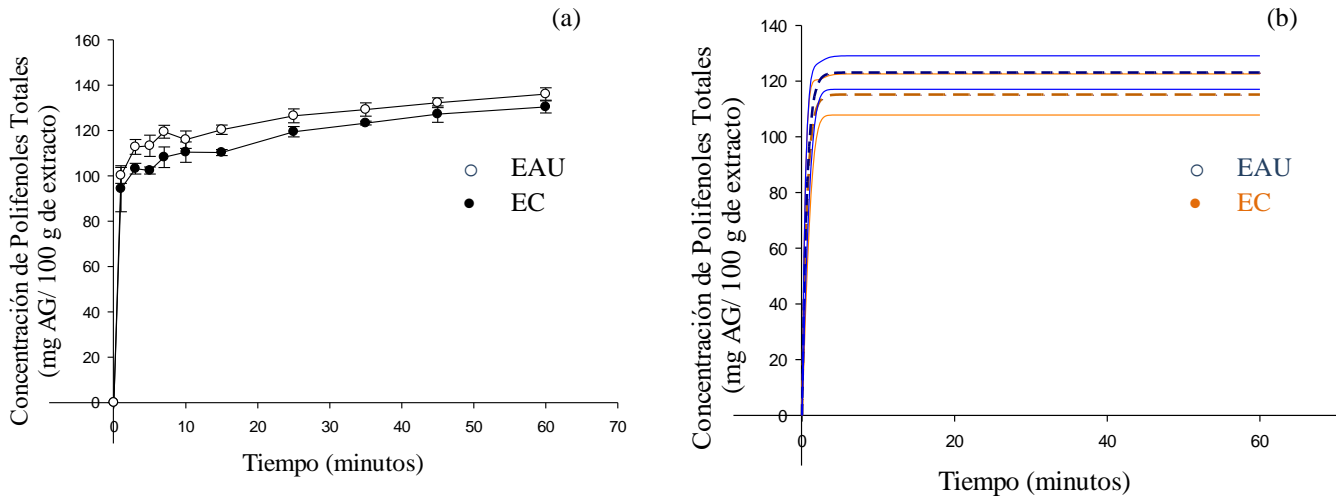 (a)
Concentración de Polifenoles Totales
(mg AG/ 100 g de extracto)
160
140
120
100
80
60
40
20
0
0
10
20
30
40
50
60
70
Tiempo (minutos)
EAU
EC
(b)
Concentración de Polifenoles Totales
(mg AG/ 100 g de extracto)
140
120
100
80
60
40
20
0
0
20
40
60
Tiempo (minutos)
EAU
EC